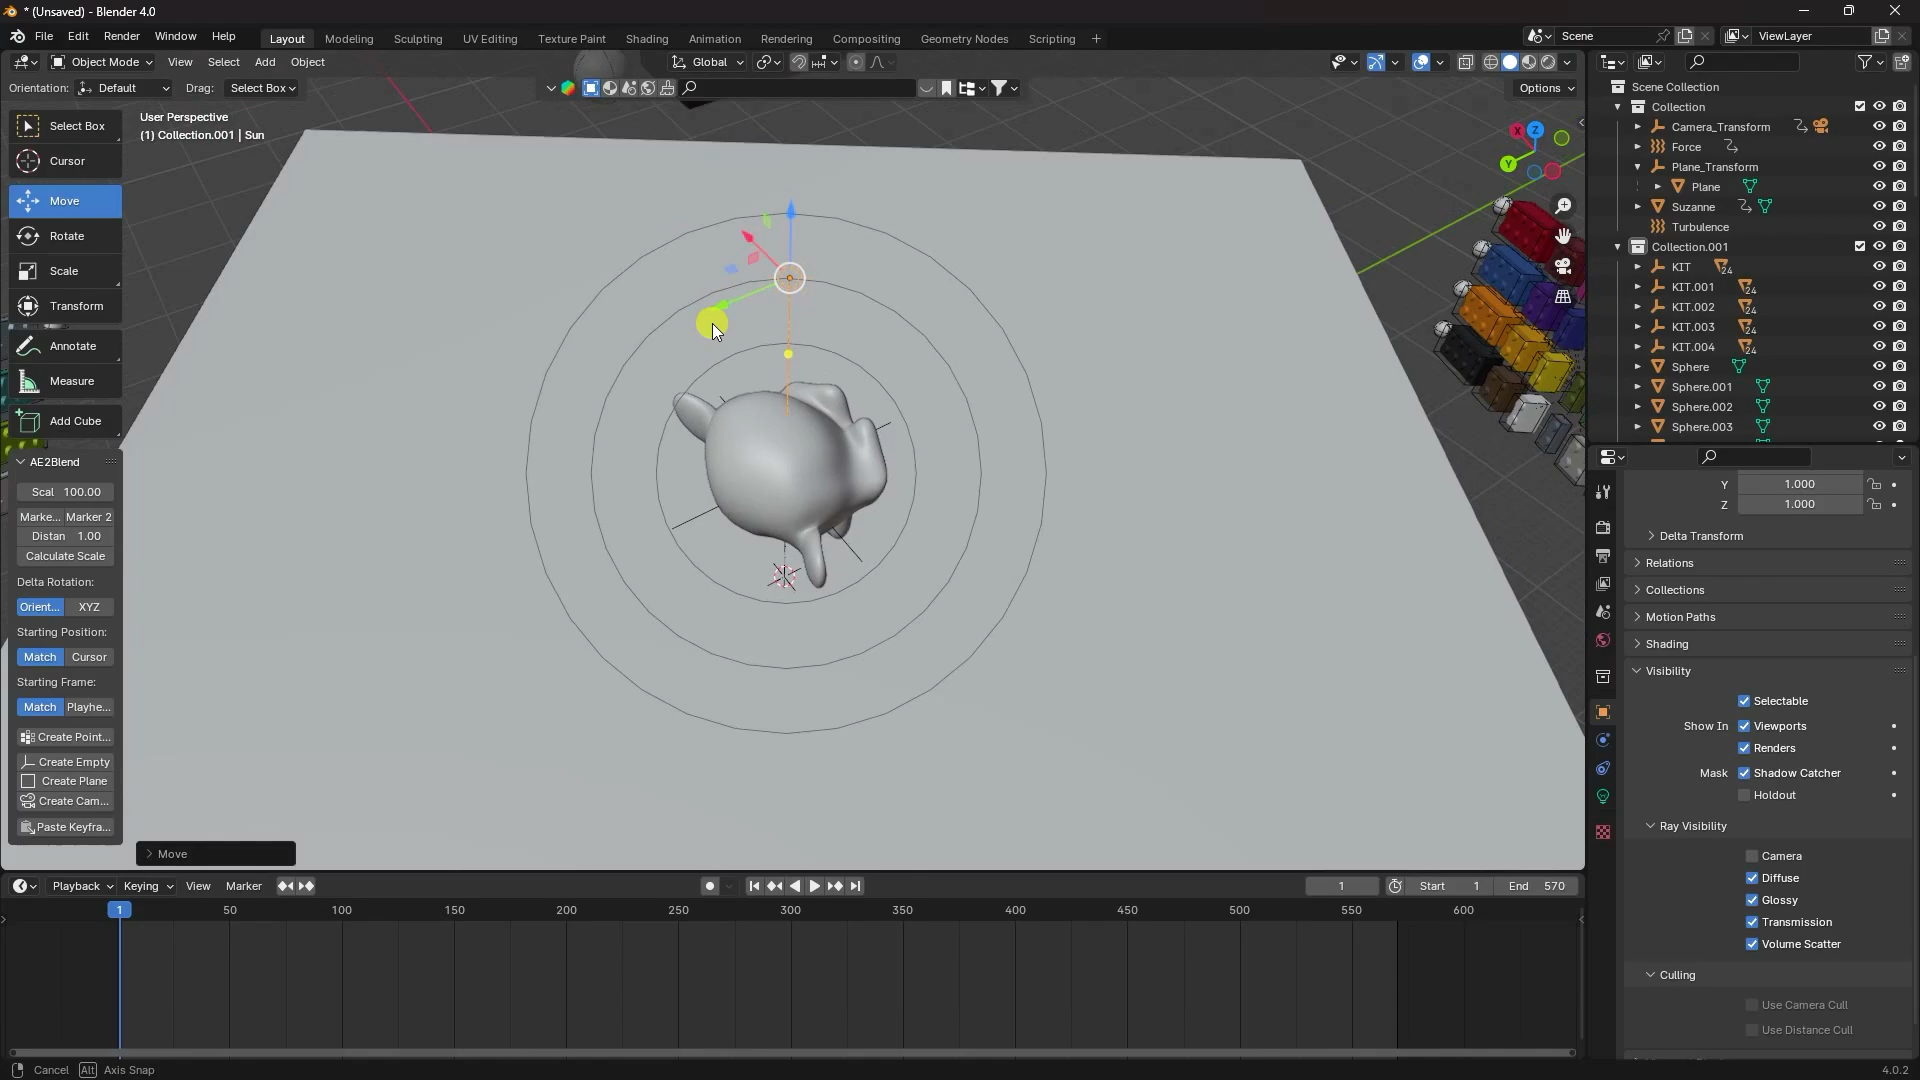 * (Unsaved) - Blender 4.0
File Edit Render Window Help
Layout Modeling Sculpting UV Editing Texture Paint Shading Animation Rendering Compositing Geometry Nodes Scripting +
Scene
ViewLayer
Object Mode View Select Add Object
Global
Orientation: Default Drag: Select Box
Options
User Perspective
(1) Collection.001 | Sun
Select Box
Cursor
Move
Rotate
Scale
Transform
Annotate
Measure
Add Cube
AE2Blend
Scal 100.00
Marke... Marker 2
Distan 1.00
Calculate Scale
Delta Rotation:
Orient... XYZ
Starting Position:
Match Cursor
Starting Frame:
Match Playhe...
Create Point...
Create Empty
Create Plane
Create Cam...
Paste Keyfra...
Move
X
Z
Y
Scene Collection
Collection
Camera_Transform
Force
Plane_Transform
Plane
Suzanne
Turbulence
Collection.001
KIT 24
KIT.001 24
KIT.002 24
KIT.003 24
KIT.004 24
Sphere
Sphere.001
Sphere.002
Sphere.003
Y 1.000
Z 1.000
Delta Transform
Relations
Collections
Motion Paths
Shading
Visibility
Selectable
Show In Viewports
Renders
Mask Shadow Catcher
Holdout
Ray Visibility
Camera
Diffuse
Glossy
Transmission
Volume Scatter
Culling
Use Camera Cull
Use Distance Cull
Playback Keying View Marker
1 Start 1 End 570
1 50 100 150 200 250 300 350 400 450 500 550 600
Cancel Alt Axis Snap
4.0.2